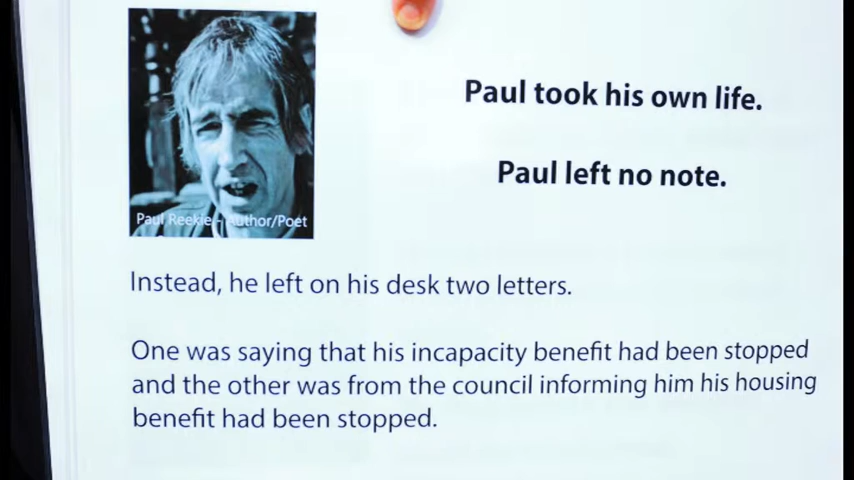 Paul Reekie - Author/Poet
Paul took his own life.
Paul left no note.
Instead, he left on his desk two letters.
One was saying that his incapacity benefit had been stopped
and the other was from the council informing him his housing
benefit had been stopped.